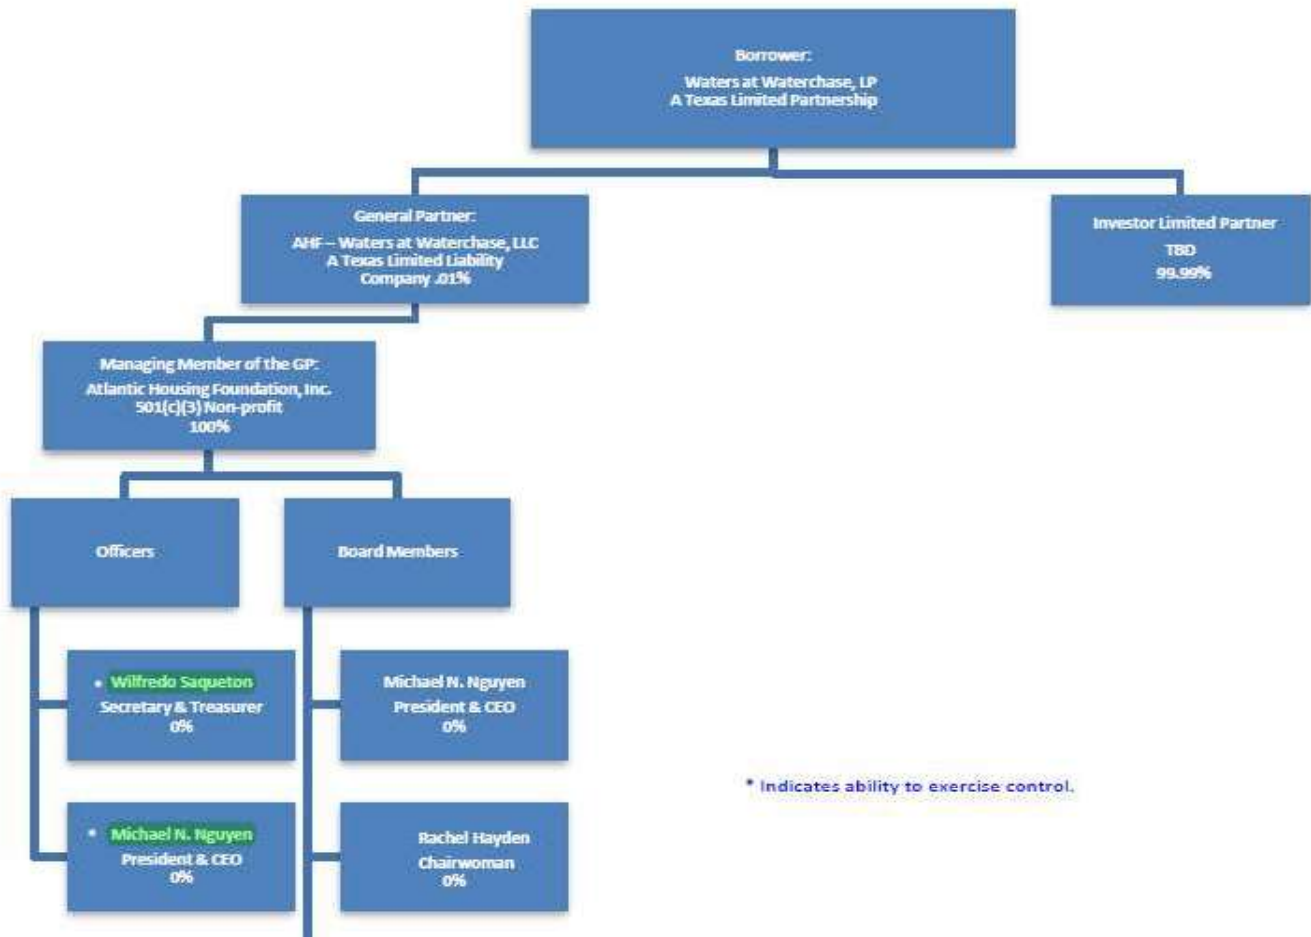 Borrower:
Waters at Waterchase, LP
A Texas Limited Partnership
General Partner:
AHF – Waters at Waterchase, LLC
A Texas Limited Liability
Company .01%
Investor Limited Partner
TBD
99.99%
Managing Member of the GP:
Atlantic Housing Foundation, Inc.
501(c)(3) Non-profit
100%
Officers
Board Members
* Wilfredo Saqueton
Secretary & Treasurer
0%
Michael N. Nguyen
President & CEO
0%
* Indicates ability to exercise control.
* Michael N. Nguyen
President & CEO
0%
Rachel Hayden
Chairwoman
0%